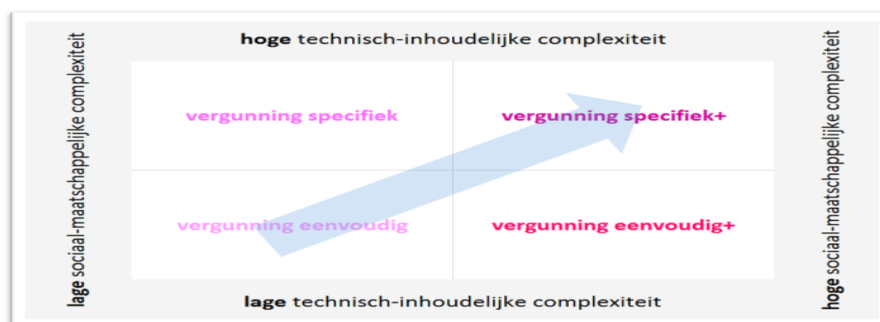 hoge technisch-inhoudelijke complexiteit
lage sociaal-maatschappelijke complexiteit
vergunning specifiek
vergunning specifiek+
vergunning eenvoudig
vergunning eenvoudig+
hoge sociaal-maatschappelijke complexiteit
lage technisch-inhoudelijke complexiteit